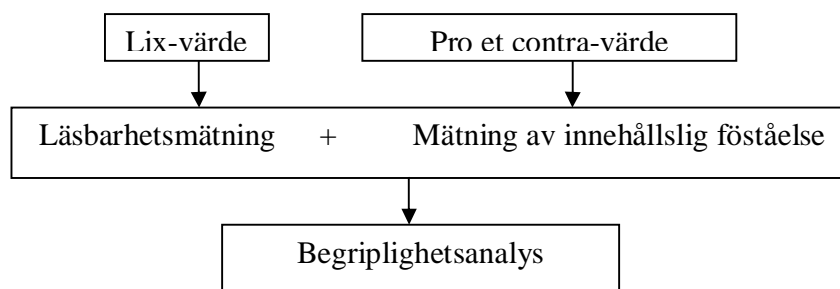 Lix-värde Pro et contra-värde
Läsbarhetsmätning + Mätning av innehållslig föståelse
Begriplighetsanalys